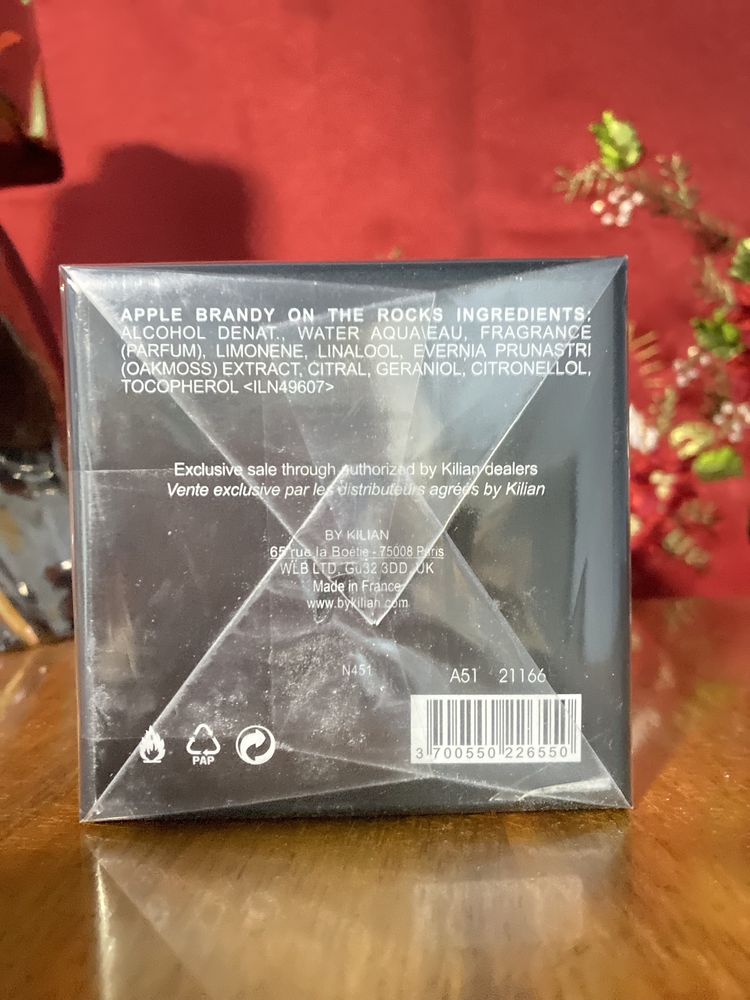 APPLE BRANDY ON THE ROCKS INGREDIENTS:
ALCOHOL DENAT., WATER AQUA\EAU, FRAGRANCE
(PARFUM), LIMONENE, LINALOOL, EVERNIA PRUNASTRI
(OAKMOSS) EXTRACT, CITRAL, GERANIOL, CITRONELLOL,
TOCOPHEROL <ILN49607>
Exclusive sale through authorized by Kilian dealers
Vente exclusive par les distributeurs agréés by Kilian
BY KILIAN
65 rue la Boétie - 75008 Paris
WLB LTD, Gu32 3DD, UK
Made in France
www.bykilian.com
N451
A51 21166
PAP
3 700550 226550